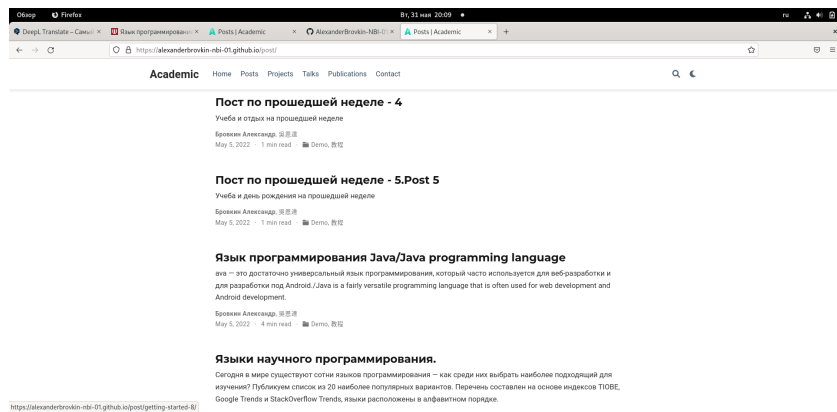 Обзор Firefox Вт, 31 мая 20:09 ru
DeepL Translate – Самый Язык программировани Posts | Academic AlexanderBrovkin-NBI-01 Posts | Academic
https://alexanderbrovkin-nbi-01.github.io/post/
Academic Home Posts Projects Talks Publications Contact
Пост по прошедшей неделе - 4
Учеба и отдых на прошедшей неделе
Бровкин Александр, 吳恩達
May 5, 2022 · 1 min read · Demo, 教程
Пост по прошедшей неделе - 5.Post 5
Учеба и день рождения на прошедшей неделе
Бровкин Александр, 吳恩達
May 5, 2022 · 1 min read · Demo, 教程
Язык программирования Java/Java programming language
ava — это достаточно универсальный язык программирования, который часто используется для веб-разработки и
для разработки под Android./Java is a fairly versatile programming language that is often used for web development and
Android development.
Бровкин Александр, 吳恩達
May 5, 2022 · 4 min read · Demo, 教程
Языки научного программирования.
Сегодня в мире существуют сотни языков программирования — как среди них выбрать наиболее подходящий для
изучения? Публикуем список из 20 наиболее популярных вариантов. Перечень составлен на основе индексов TIOBE,
Google Trends и StackOverflow Trends, языки расположены в алфавитном порядке.
https://alexanderbrovkin-nbi-01.github.io/post/getting-started-8/